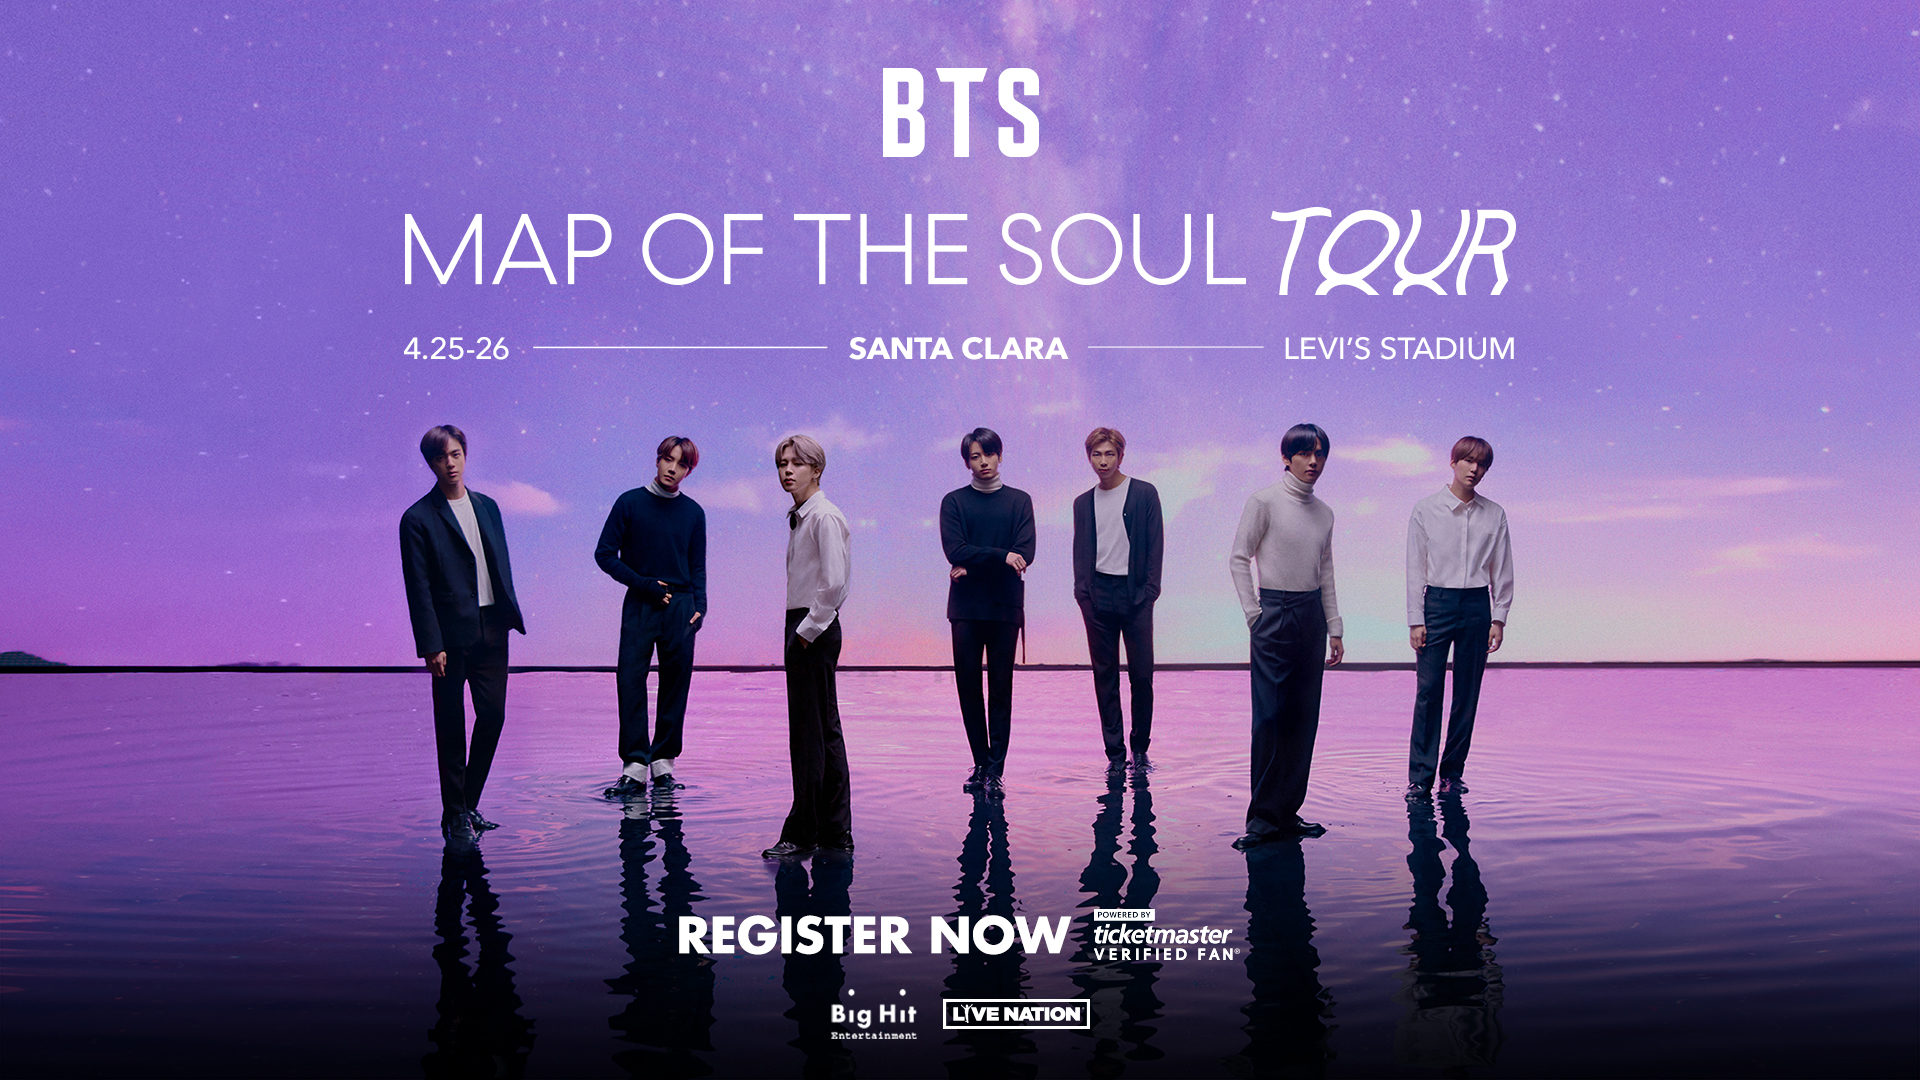 BTS
MAP OF THE SOUL TOUR
4.25-26 SANTA CLARA LEVI'S STADIUM
REGISTER NOW
POWERED BY
ticketmaster
VERIFIED FAN®
Big Hit
Entertainment
LIVE NATION